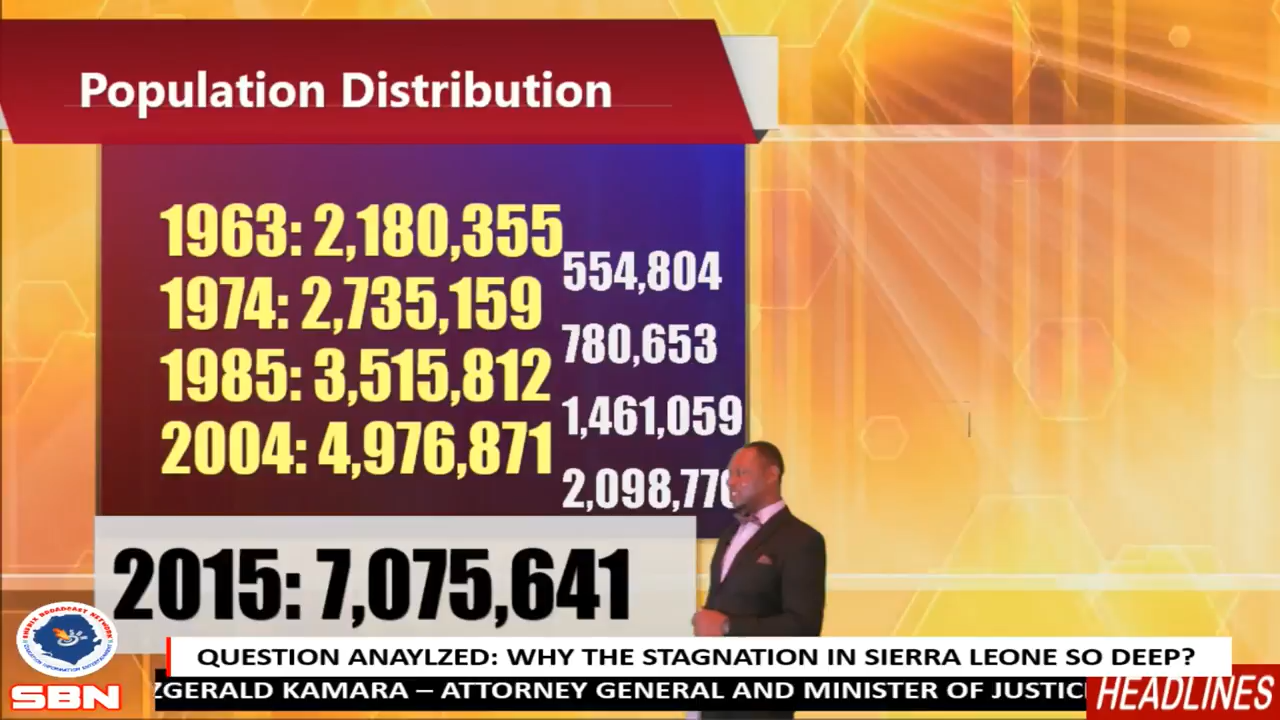 Population Distribution
1963: 2,180,355
554,804
1974: 2,735,159
780,653
1985: 3,515,812
1,461,059
2004: 4,976,871
2015: 7,075,641
QUESTION ANAYLZED: WHY THE STAGNATION IN SIERRA LEONE SO DEEP?
SBN
ZGERALD KAMARA – ATTORNEY GENERAL AND MINISTER OF JUSTIC
HEADLINES